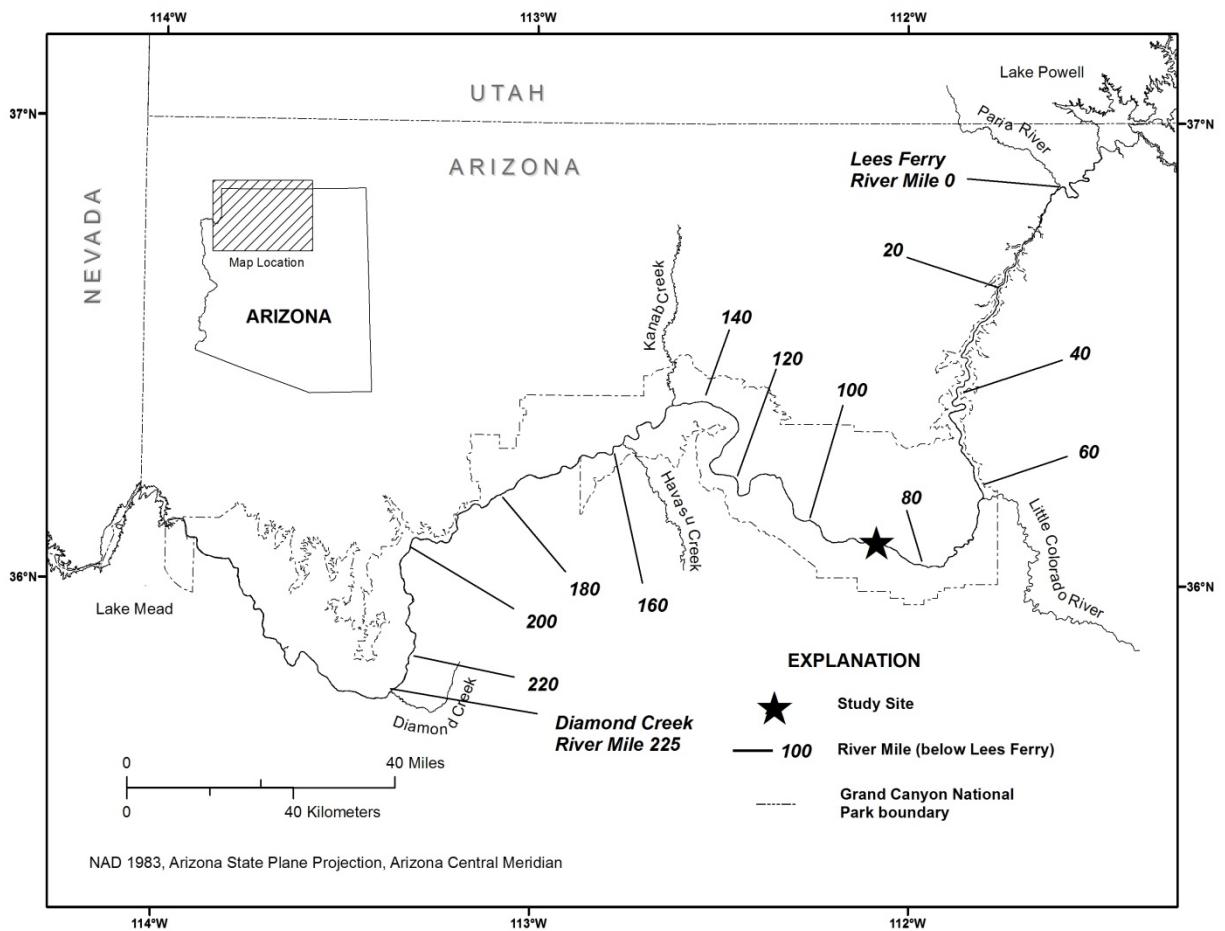 114°W
113°W
112°W
Lake Powell
UTAH
37°N
37°N
Paria River
ARIZONA
Lees Ferry
River Mile 0
NEVADA
20
Map Location
Kanab Creek
ARIZONA
140
40
120
100
60
80
Havasu Creek
Little Colorado River
36°N
36°N
180
160
Lake Mead
200
EXPLANATION
220
Study Site
Diamond Creek
Diamond Creek
River Mile 225
100
River Mile (below Lees Ferry)
0
40 Miles
0
40 Kilometers
Grand Canyon National
Park boundary
NAD 1983, Arizona State Plane Projection, Arizona Central Meridian
114°W
113°W
112°W